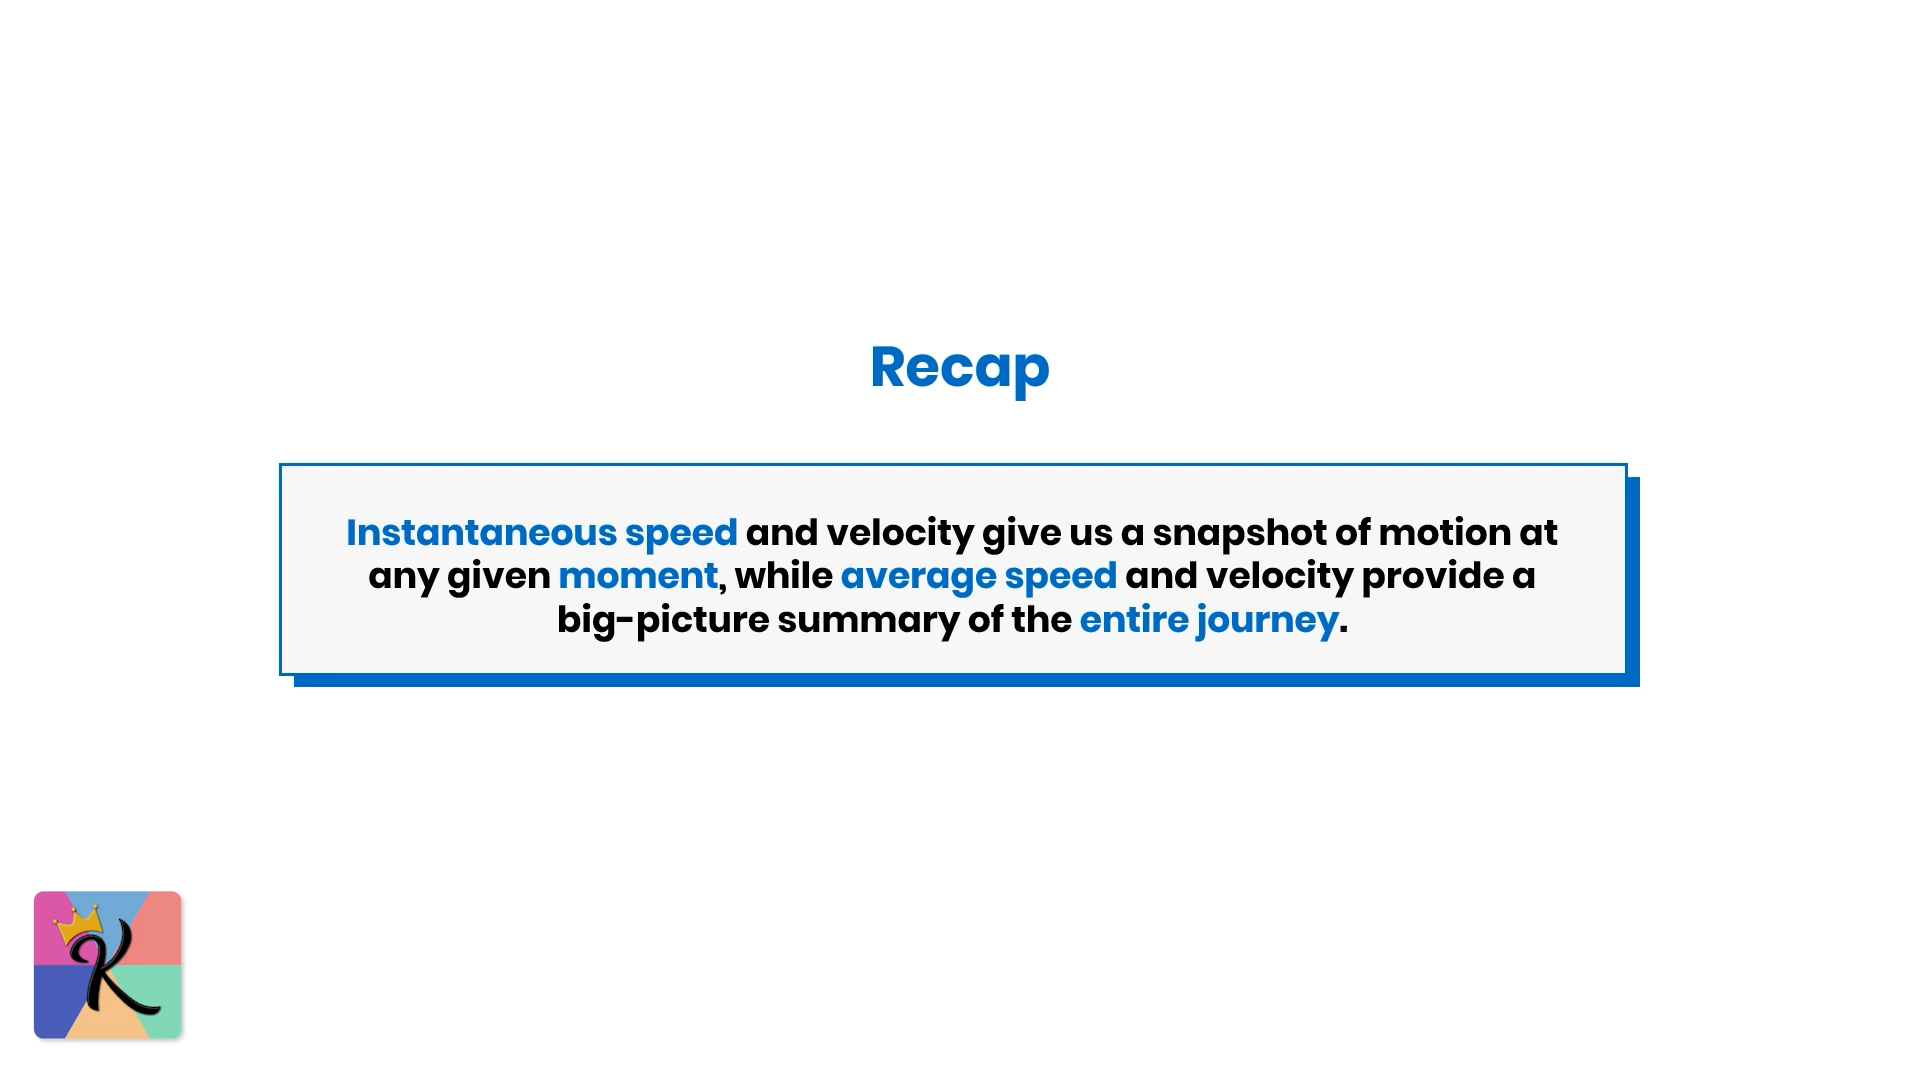 Recap
Instantaneous speed and velocity give us a snapshot of motion at
any given moment, while average speed and velocity provide a
big-picture summary of the entire journey.
K